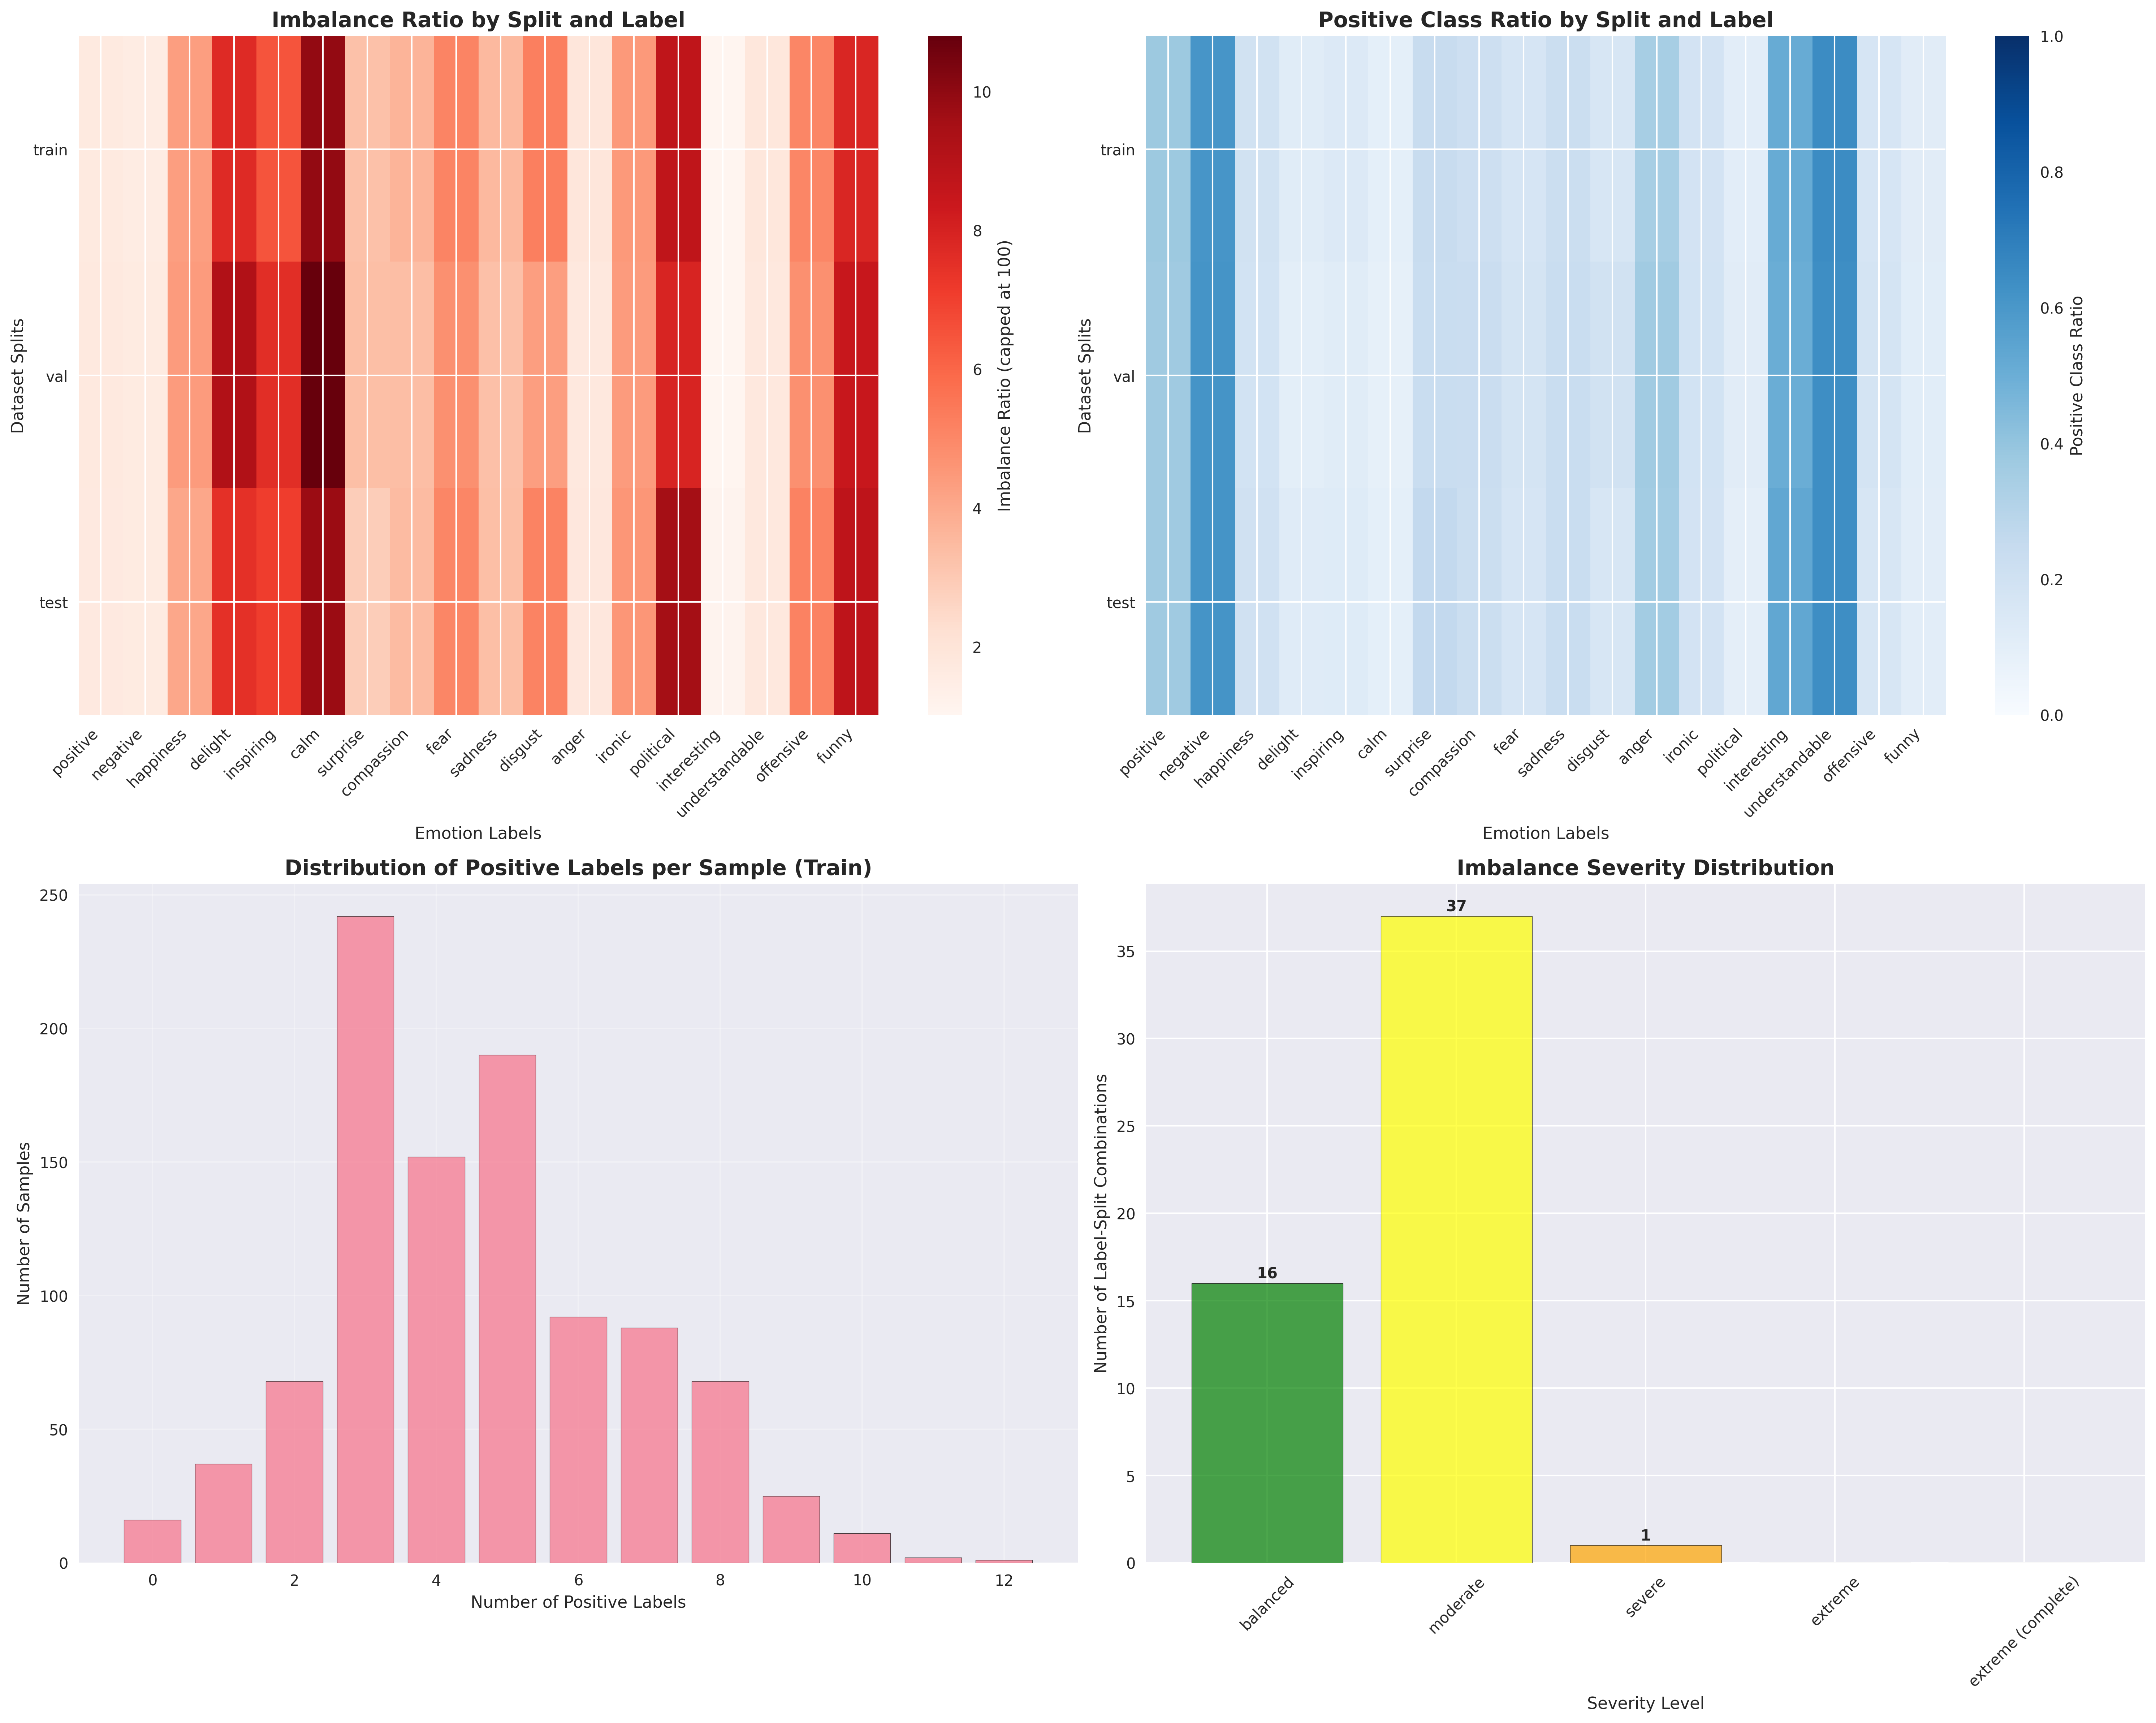 Imbalance Ratio by Split and Label
Dataset Splits
train
val
test
positive
negative
happiness
delight
inspiring
calm
surprise
compassion
fear
sadness
disgust
anger
ironic
political
interesting
understandable
offensive
funny
Emotion Labels
10
8
6
4
2
Imbalance Ratio (capped at 100)
Positive Class Ratio by Split and Label
Dataset Splits
train
val
test
positive
negative
happiness
delight
inspiring
calm
surprise
compassion
fear
sadness
disgust
anger
ironic
political
interesting
understandable
offensive
funny
Emotion Labels
1.0
0.8
0.6
0.4
0.2
0.0
Positive Class Ratio
Distribution of Positive Labels per Sample (Train)
Number of Samples
250
200
150
100
50
0
0 2 4 6 8 10 12
Number of Positive Labels
Imbalance Severity Distribution
Number of Label-Split Combinations
35
30
25
20
15
10
5
0
16
37
1
balanced
moderate
severe
extreme
extreme (complete)
Severity Level